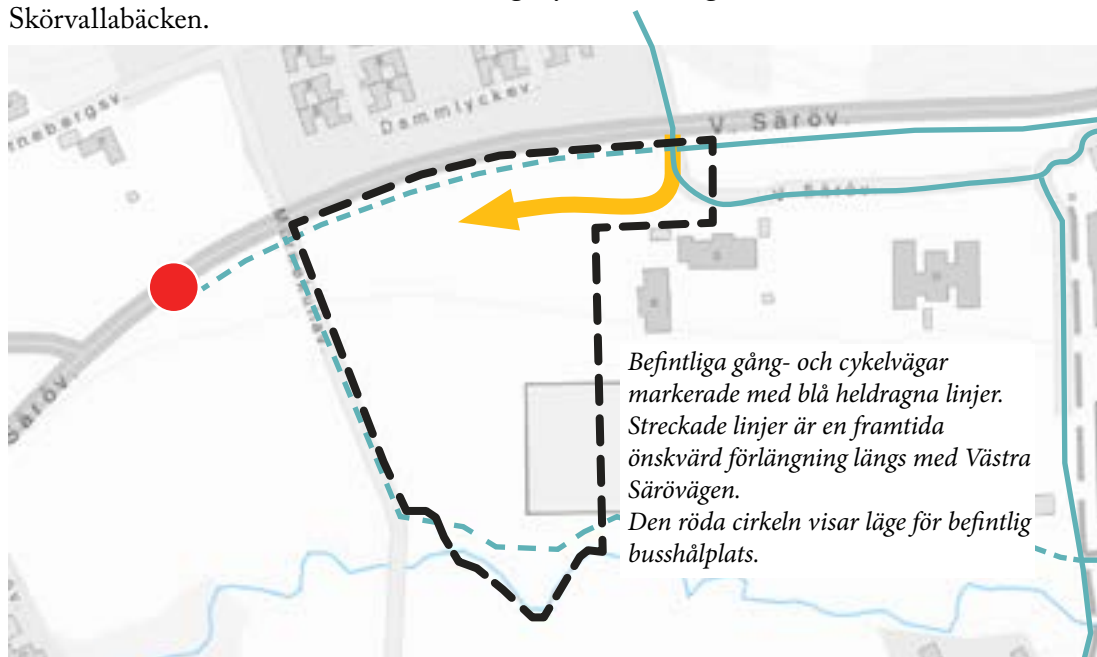 Skörvallabäcken.
Dammlyckev.
V. Säröv.
V. Säröv.
Befintliga gång- och cykelvägar
markerade med blå heldragna linjer.
Streckade linjer är en framtida
önskvärd förlängning längs med Västra
Särövägen.
Den röda cirkeln visar läge för befintlig
busshållplats.
Säröv.